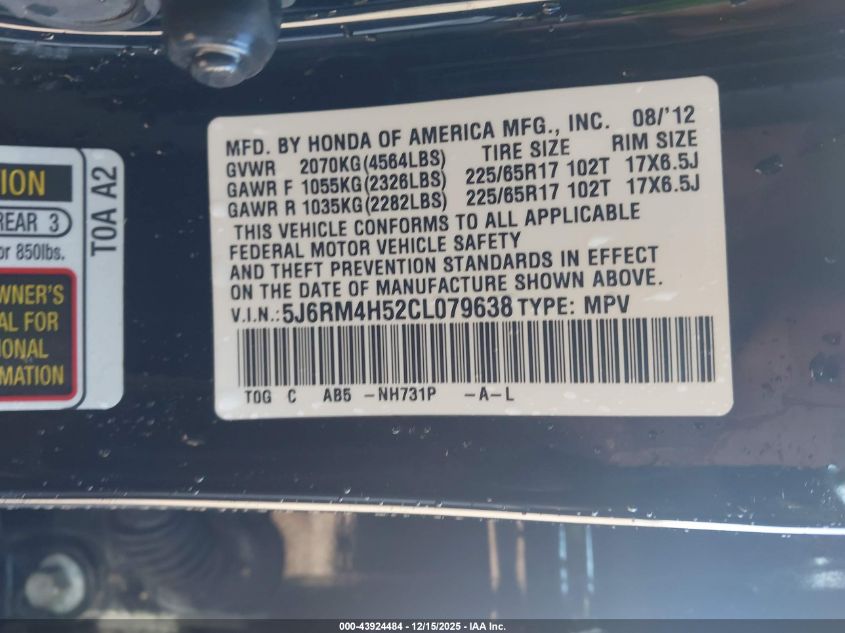 ION
REAR 3
or 850lbs.
WNER'S
AL FOR
IONAL
MATION
TOA A2
MFD. BY HONDA OF AMERICA MFG., INC. 08/'12
GVWR 2070KG(4564LBS) TIRE SIZE RIM SIZE
GAWR F 1055KG(2326LBS) 225/65R17 102T 17X6.5J
GAWR R 1035KG(2282LBS) 225/65R17 102T 17X6.5J
THIS VEHICLE CONFORMS TO ALL APPLICABLE
FEDERAL MOTOR VEHICLE SAFETY
AND THEFT PREVENTION STANDARDS IN EFFECT
ON THE DATE OF MANUFACTURE SHOWN ABOVE.
V.I.N.: 5J6RM4H52CL079638 TYPE: MPV
TOG C AB5 -NH731P -A-L
000-43924484 - 12/15/2025 - IAA Inc.